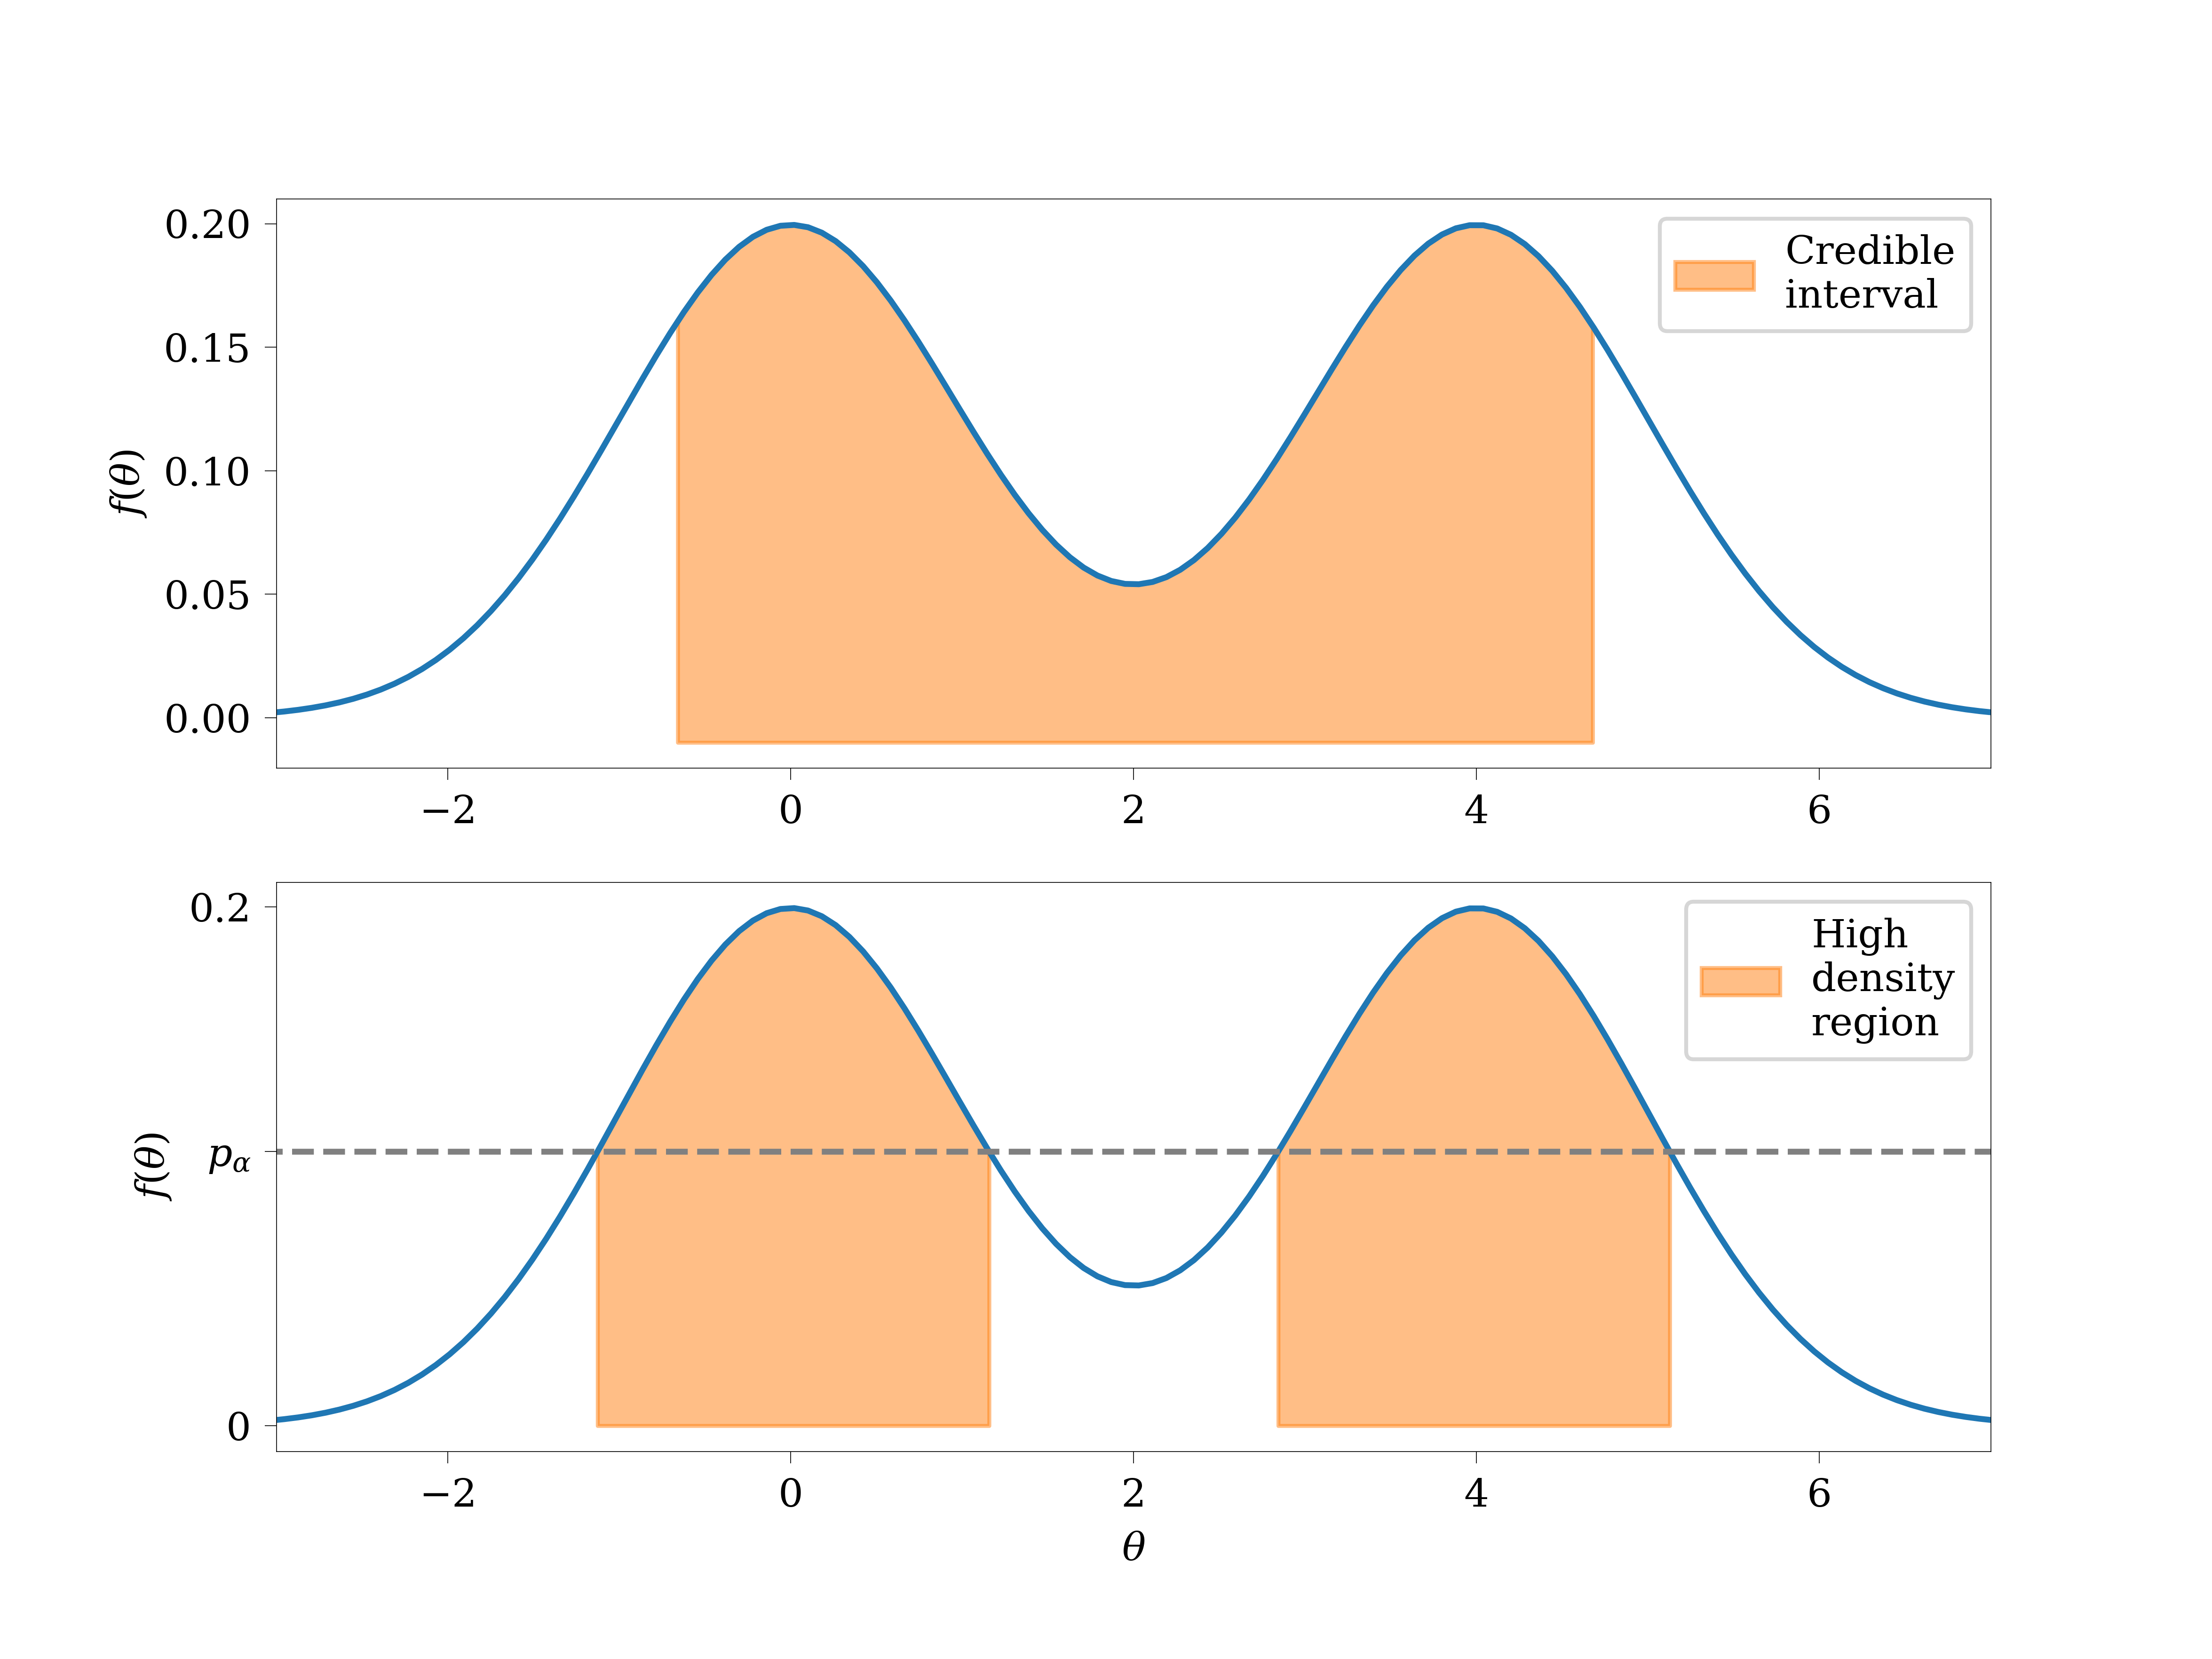 0.20
0.15
0.10
0.05
0.00
f(θ)
Credible
interval
−2 0 2 4 6
0.2
pα
0
f(θ)
High
density
region
−2 0 2 4 6
θ